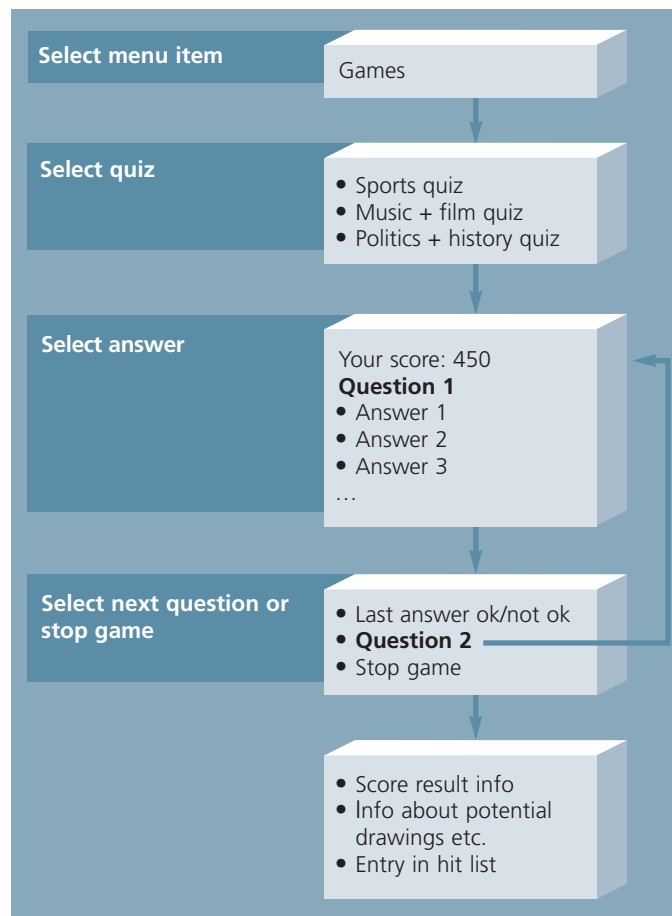 Select menu item
Games
Select quiz
• Sports quiz
• Music + film quiz
• Politics + history quiz
Select answer
Your score: 450
Question 1
• Answer 1
• Answer 2
• Answer 3
…
Select next question or
stop game
• Last answer ok/not ok
• Question 2
• Stop game
• Score result info
• Info about potential
drawings etc.
• Entry in hit list